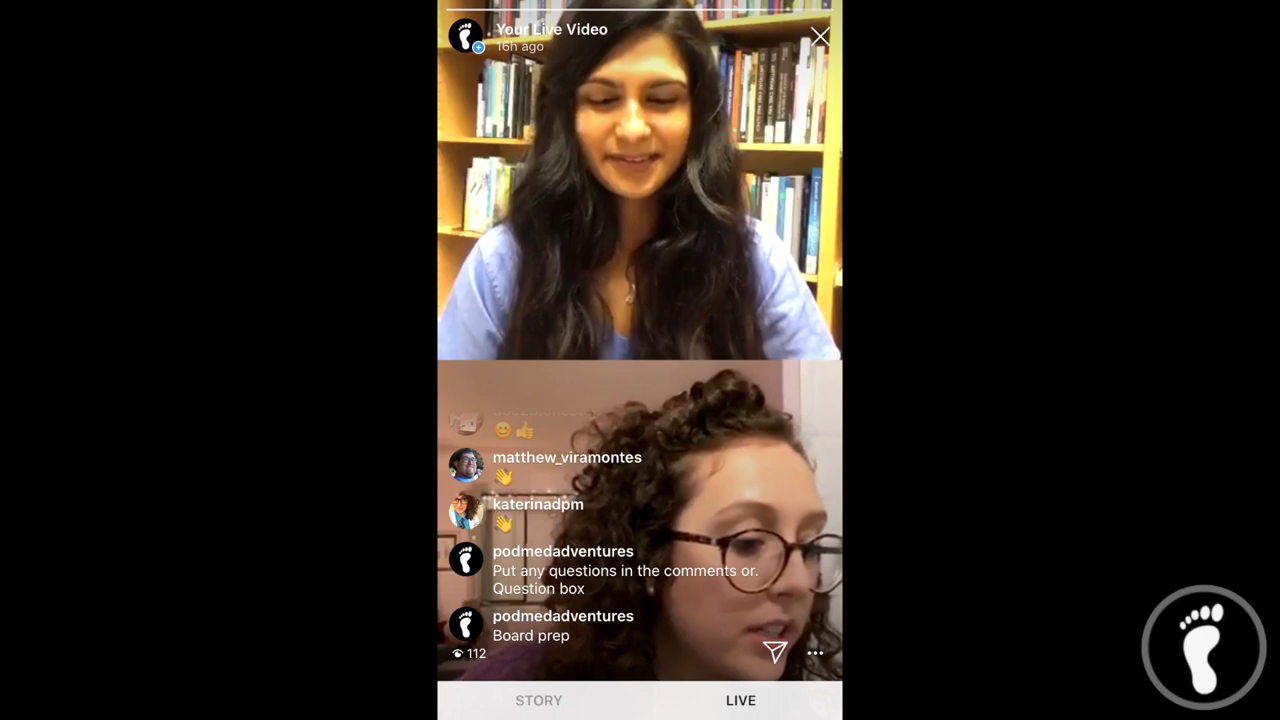 Your Live Video
16h ago
matthew_viramontes
katerinadpm
podmedadventures
Put any questions in the comments or.
Question box
podmedadventures
Board prep
112
STORY
LIVE